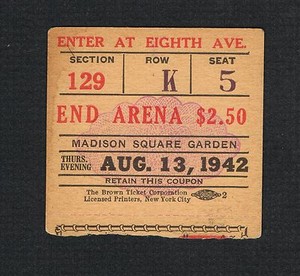 ENTER AT EIGHTH AVE.
SECTION ROW SEAT
129 K 5
END ARENA $2.50
MADISON SQUARE GARDEN
THURS. EVENING AUG. 13, 1942
RETAIN THIS COUPON
The Brown Ticket Corporation
Licensed Printers, New York City 2